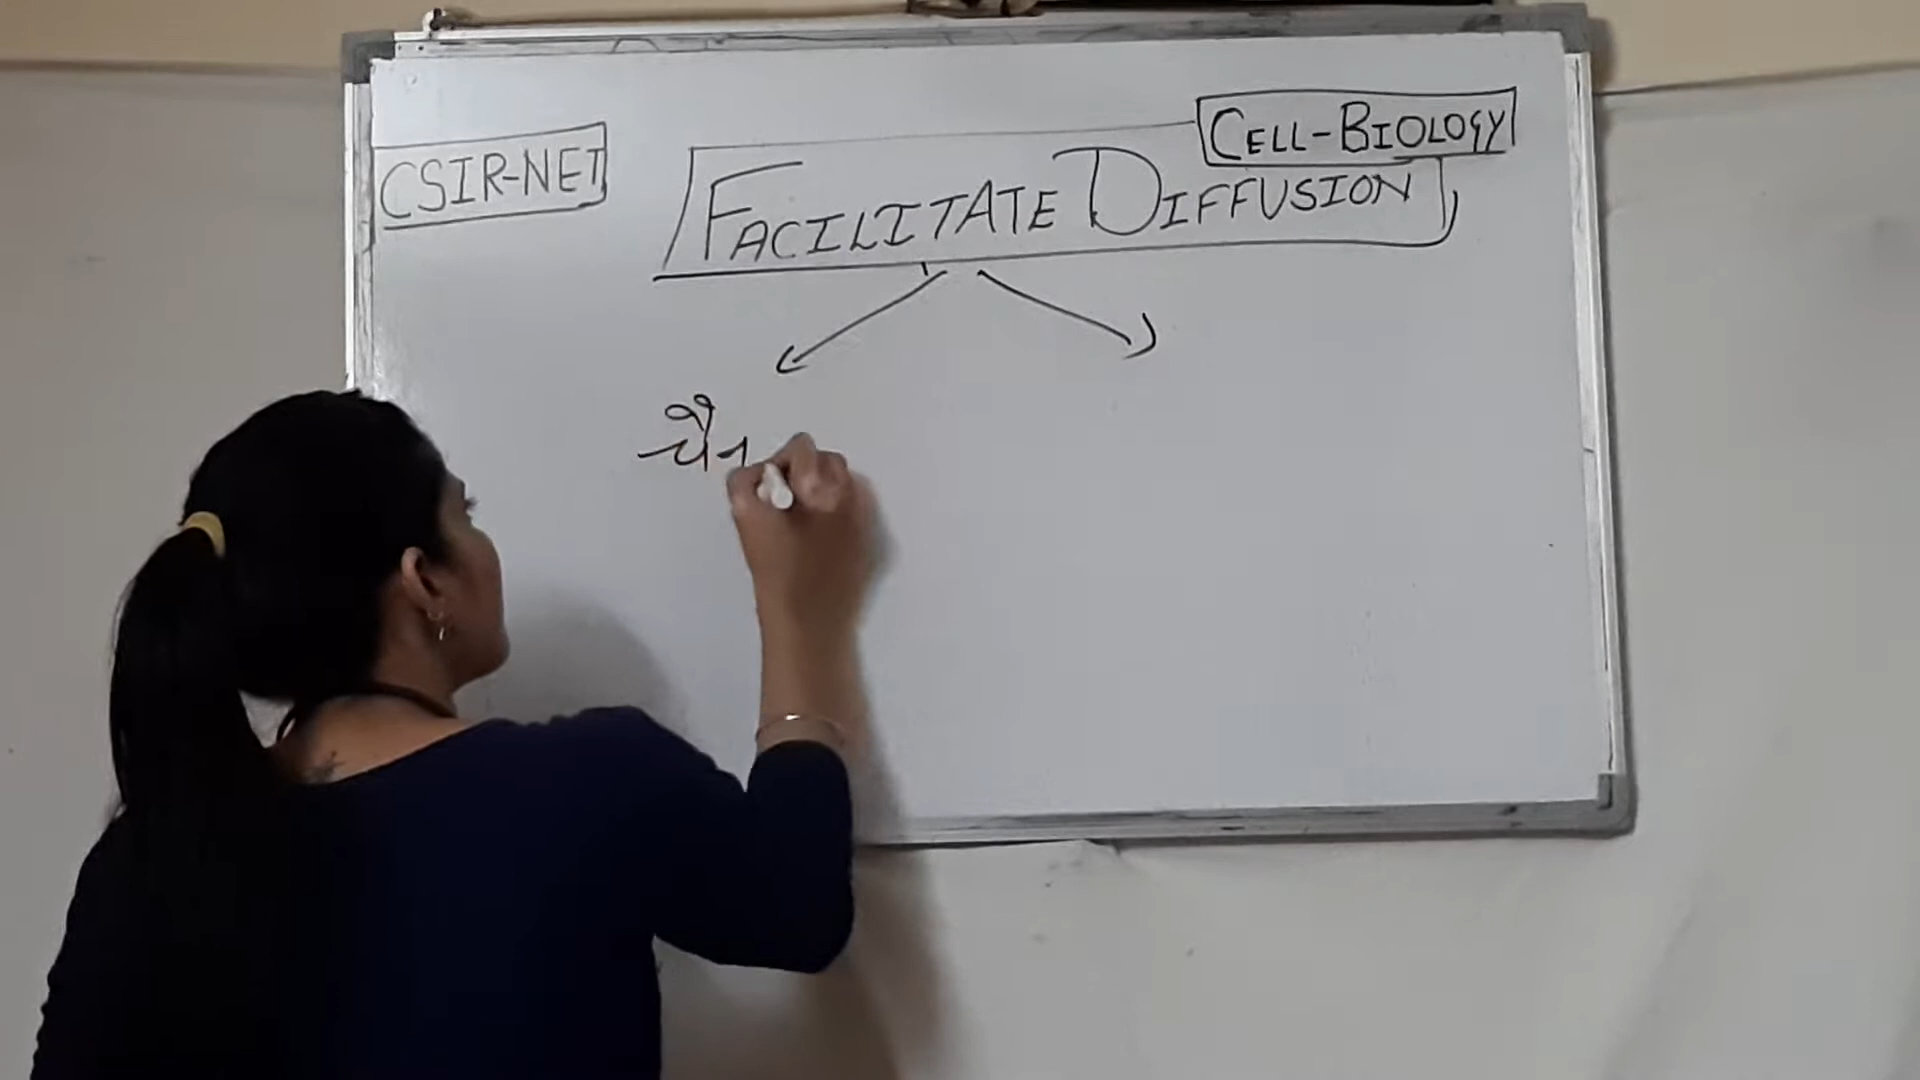 CSIR-NET
CELL-BIOLOGY
FACILITATE DIFFUSION
चैन